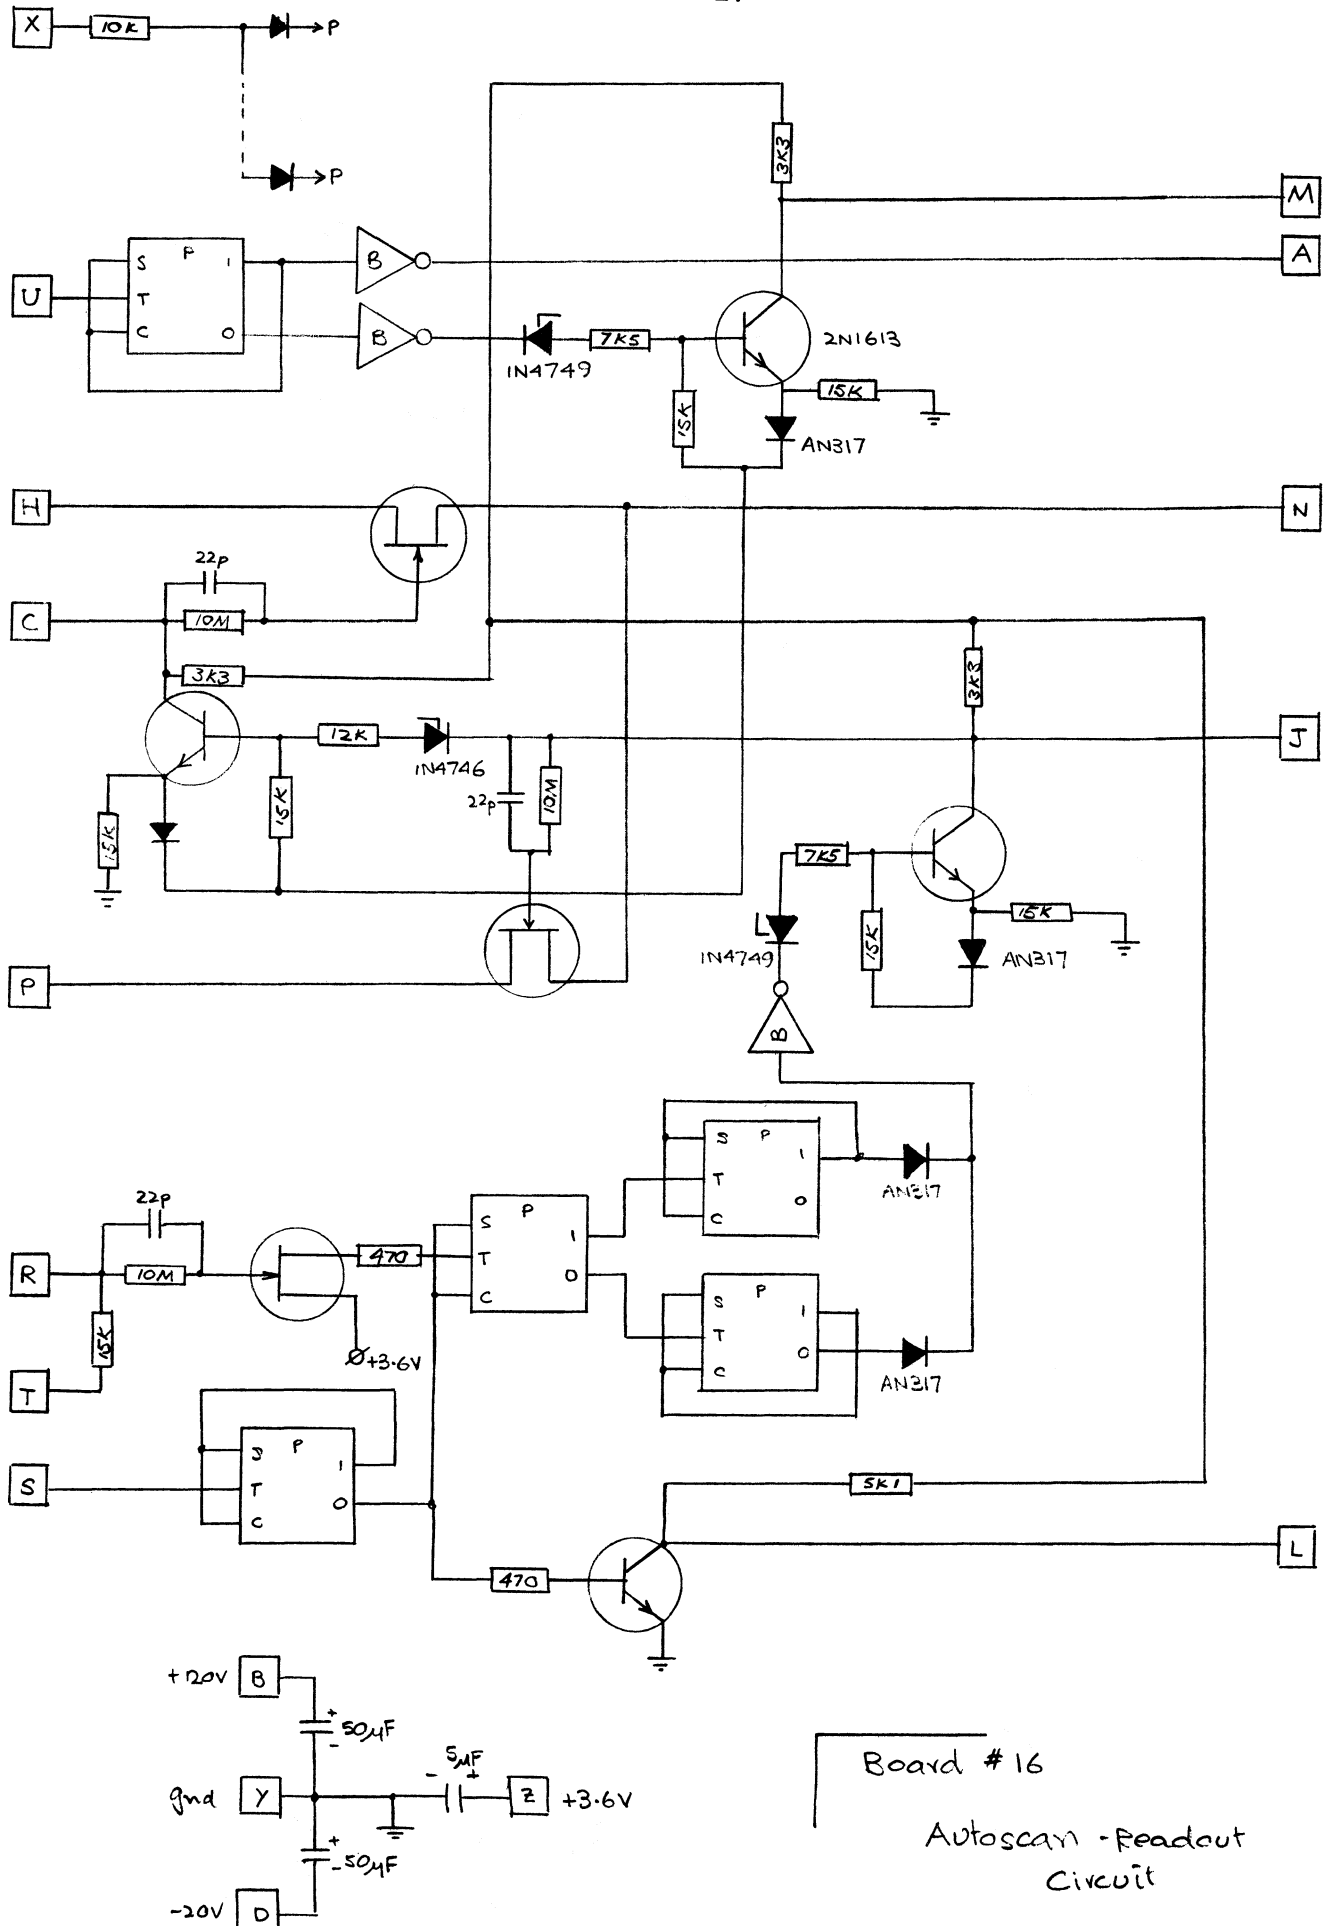 X 10K P
P
3K3
M
S P 1 B A
U T
C 0 B 7K5 2N1613
1N4749
15K 15K
AN317
H N
22p
C 10M
3K3 3K3
12K J
1N4746
22p 10M
15K 15K
7K5
15K 15K
1N4749 AN317
P
B
S P 1
T
C 0
AN317
22p
R 10M 470 S P 1
T 0
C
S P 1
T 0
C
AN317
15K
+3.6V
T
S P 1
S T
C 0
5K1
L
470
+20V B
50µF
+
-
gnd Y
5µF
- +
Z +3.6V
+
-
50µF
-20V D
Board #16
Autoscan - Readout
Circuit